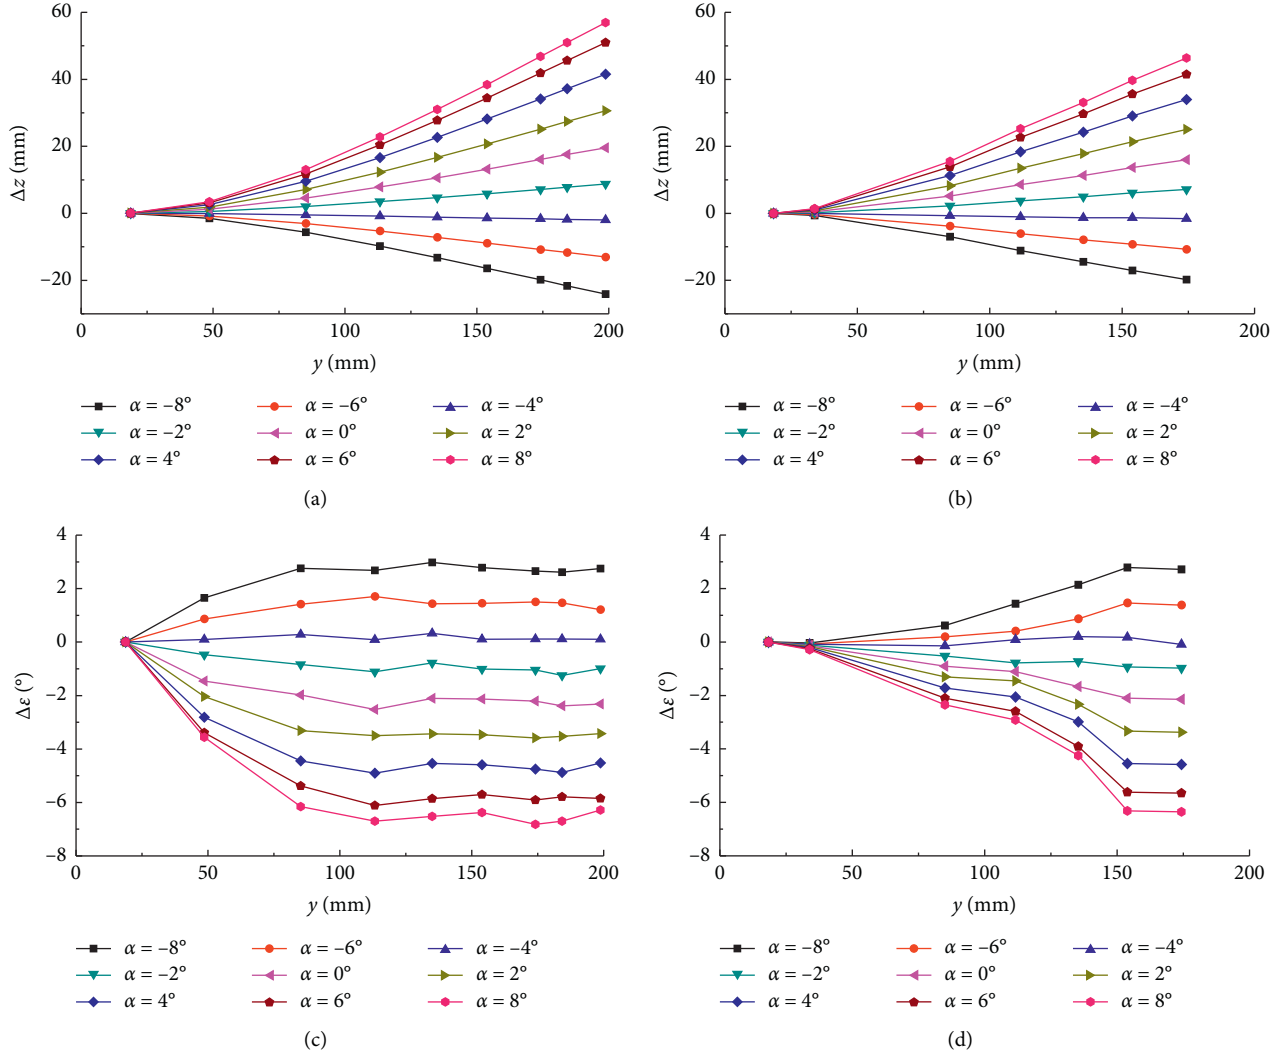 60
40
20
0
–20
Δz (mm)
0 50 100 150 200
y (mm)
α = –8° α = –6° α = –4°
α = –2° α = 0° α = 2°
α = 4° α = 6° α = 8°
(a)
60
40
20
0
–20
Δz (mm)
0 50 100 150 200
y (mm)
α = –8° α = –6° α = –4°
α = –2° α = 0° α = 2°
α = 4° α = 6° α = 8°
(b)
4
2
0
–2
–4
–6
–8
Δε (°)
0 50 100 150 200
y (mm)
α = –8° α = –6° α = –4°
α = –2° α = 0° α = 2°
α = 4° α = 6° α = 8°
(c)
4
2
0
–2
–4
–6
–8
Δε (°)
0 50 100 150 200
y (mm)
α = –8° α = –6° α = –4°
α = –2° α = 0° α = 2°
α = 4° α = 6° α = 8°
(d)